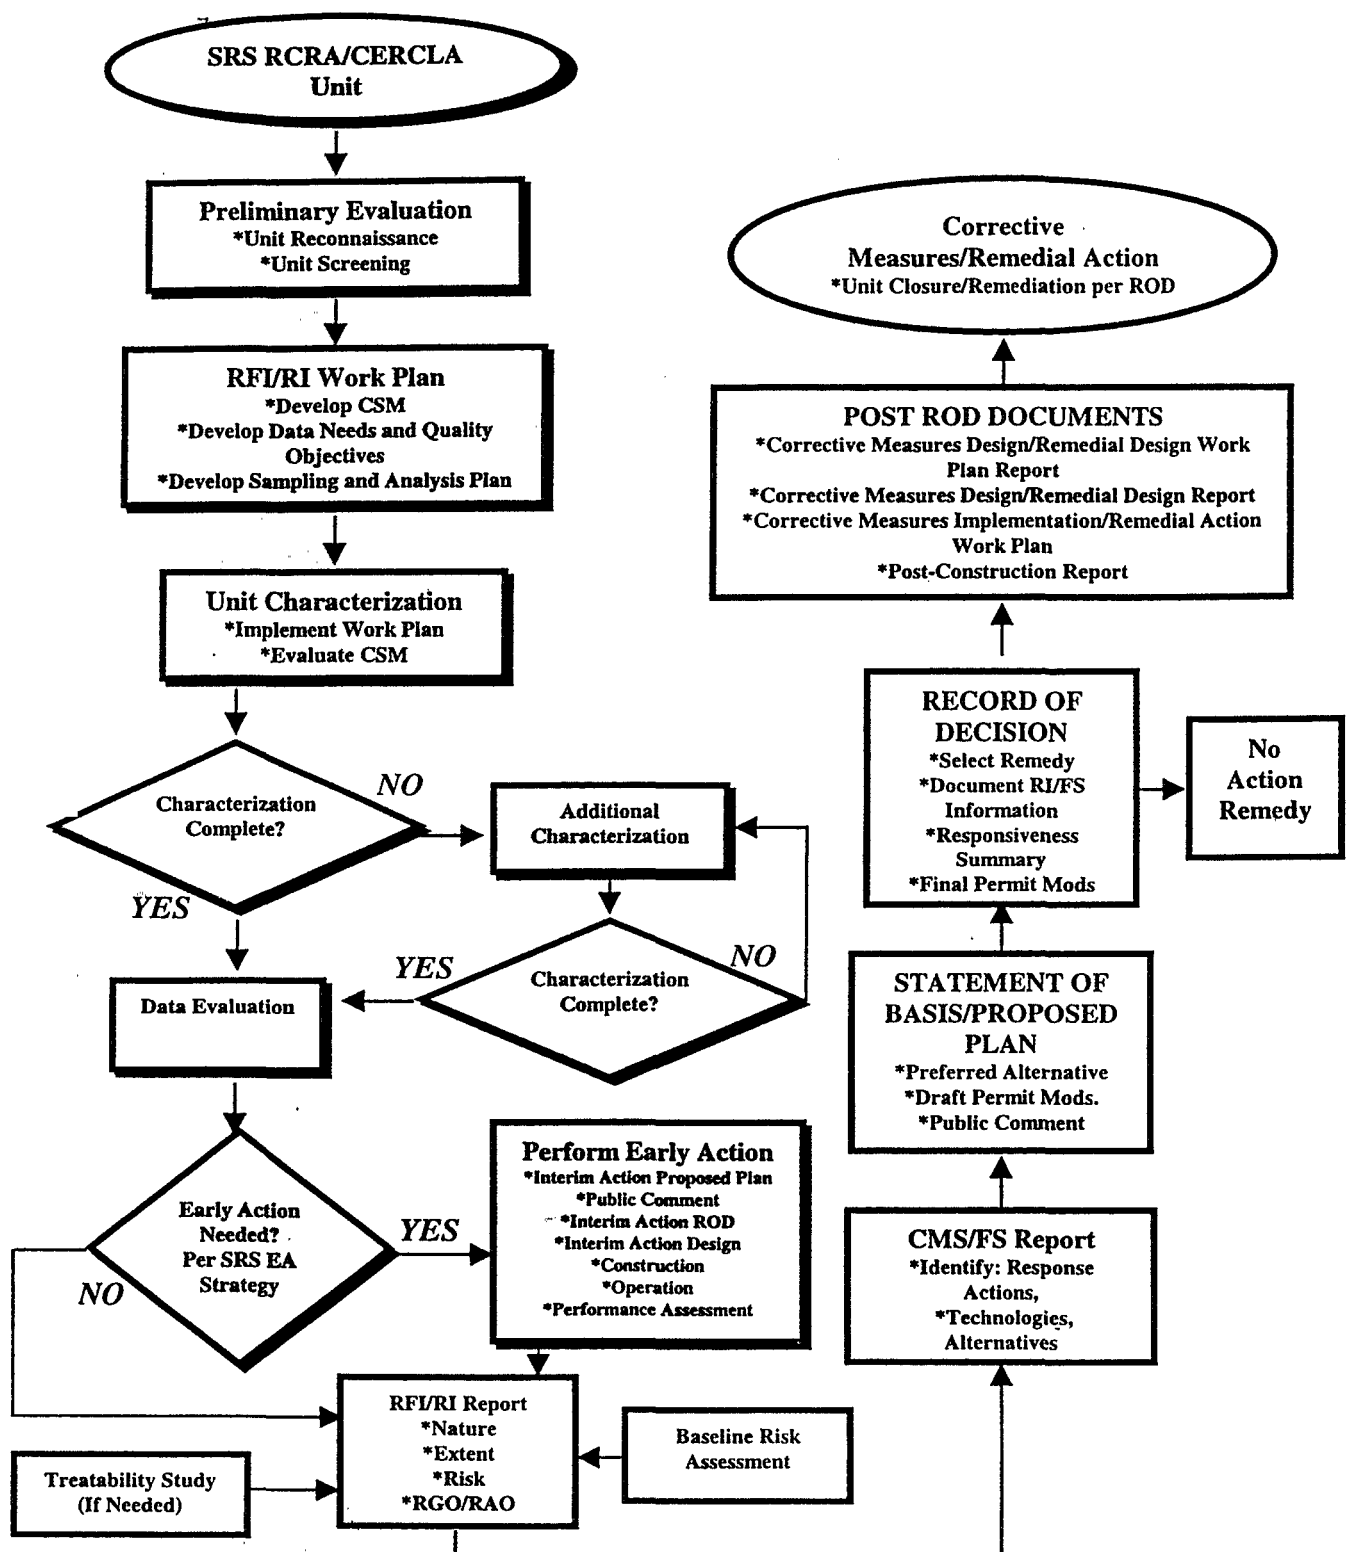 SRS RCRA/CERCLA
Unit
Preliminary Evaluation
*Unit Reconnaissance
*Unit Screening
RFI/RI Work Plan
*Develop CSM
*Develop Data Needs and Quality
Objectives
*Develop Sampling and Analysis Plan
Unit Characterization
*Implement Work Plan
*Evaluate CSM
Characterization
Complete?
NO
YES
Additional
Characterization
Characterization
Complete?
YES
NO
Data Evaluation
Early Action
Needed?
Per SRS EA
Strategy
YES
NO
Perform Early Action
*Interim Action Proposed Plan
*Public Comment
*Interim Action ROD
*Interim Action Design
*Construction
*Operation
*Performance Assessment
RFI/RI Report
*Nature
*Extent
*Risk
*RGO/RAO
Treatability Study
(If Needed)
Baseline Risk
Assessment
CMS/FS Report
*Identify: Response
Actions,
*Technologies,
Alternatives
STATEMENT OF
BASIS/PROPOSED
PLAN
*Preferred Alternative
*Draft Permit Mods.
*Public Comment
RECORD OF
DECISION
*Select Remedy
*Document RI/FS
Information
*Responsiveness
Summary
*Final Permit Mods
No
Action
Remedy
POST ROD DOCUMENTS
*Corrective Measures Design/Remedial Design Work
Plan Report
*Corrective Measures Design/Remedial Design Report
*Corrective Measures Implementation/Remedial Action
Work Plan
*Post-Construction Report
Corrective
Measures/Remedial Action
*Unit Closure/Remediation per ROD